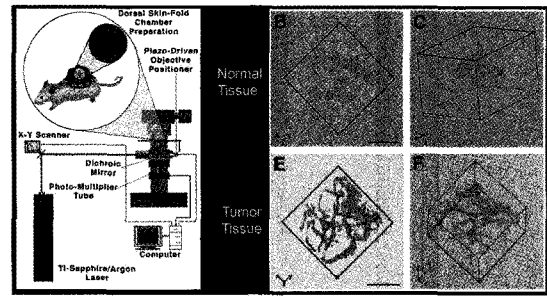 Dorsal Skin-Fold
Chamber
Preparation
Piezo-Driven
Objective
Positioner
X-Y Scanner
Dichroic
Mirror
Photo-Multiplier
Tube
Computer
Ti-Sapphire/Argon
Laser
Normal
Tissue
Tumor
Tissue
B
C
E
F